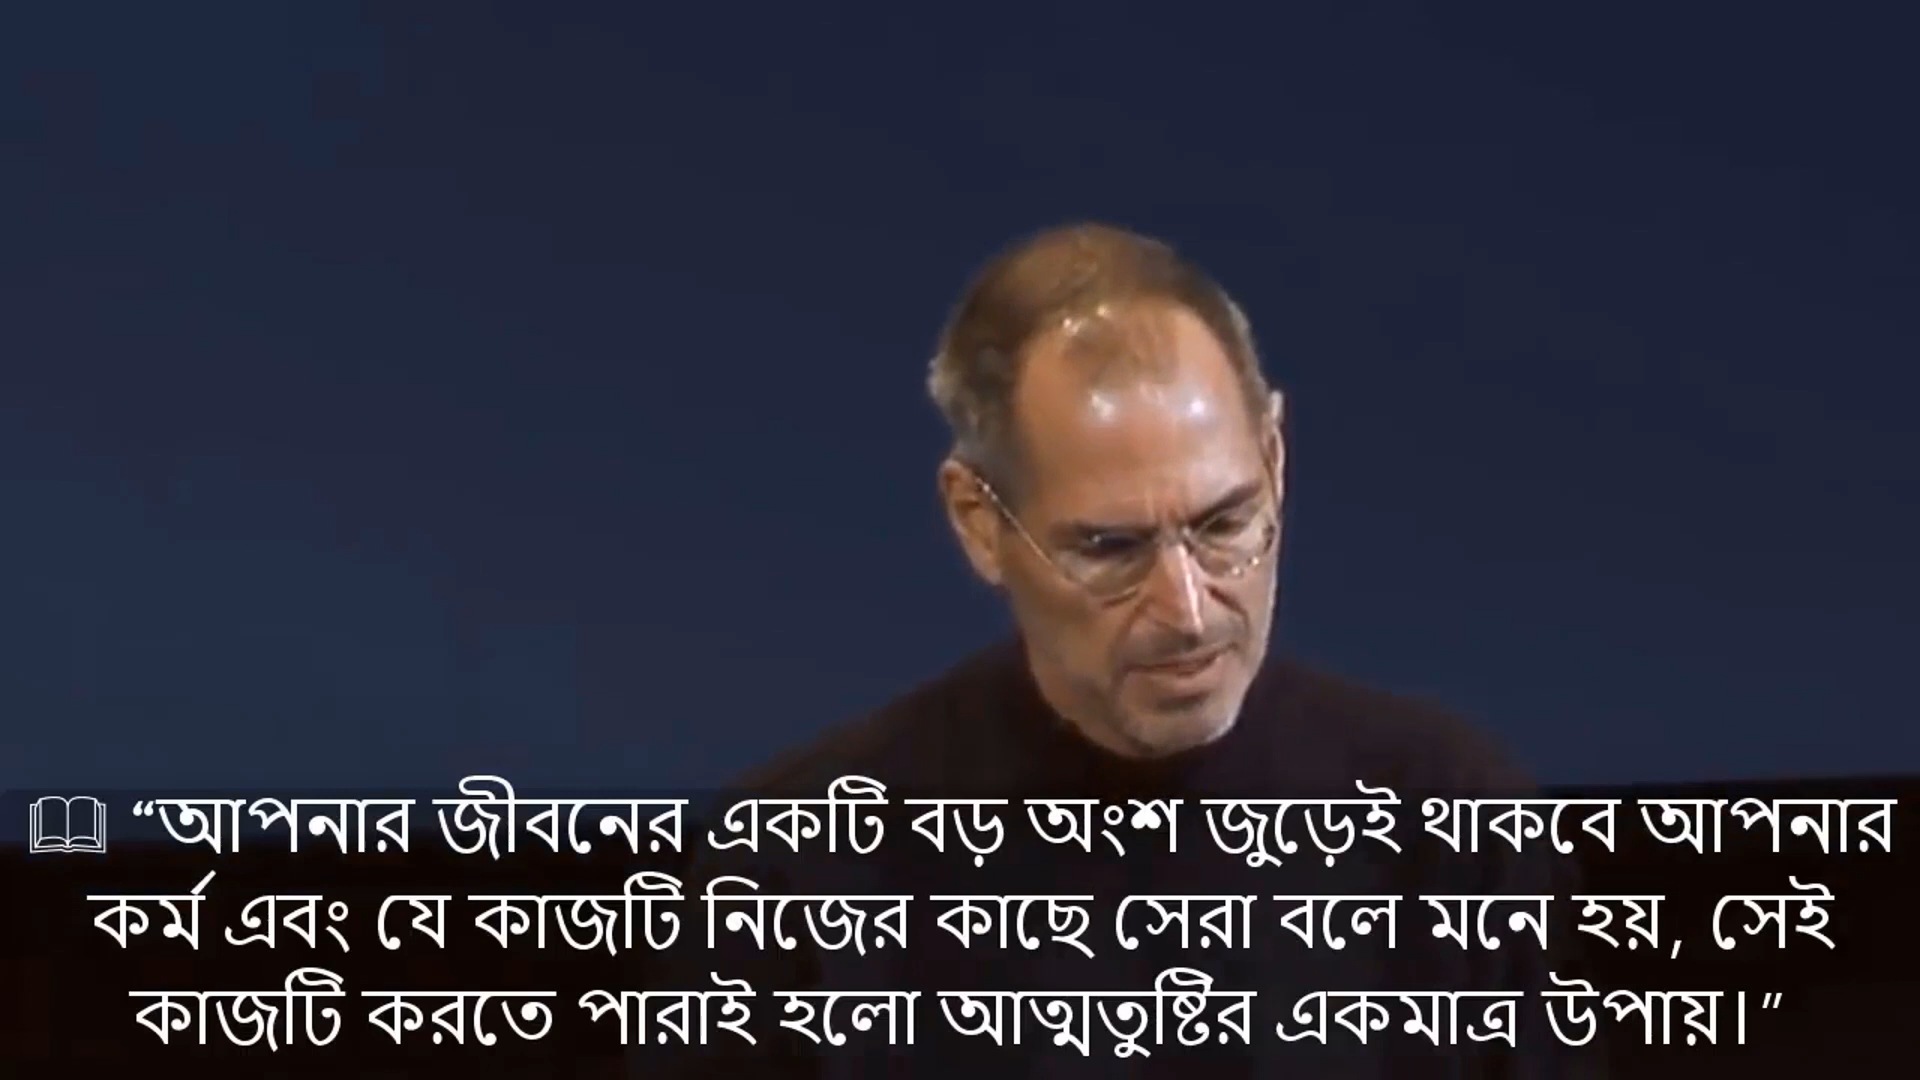 📖 “আপনার জীবনের একটি বড় অংশ জুড়েই থাকবে আপনার
কর্ম এবং যে কাজটি নিজের কাছে সেরা বলে মনে হয়, সেই
কাজটি করতে পারাই হলো আত্মতুষ্টির একমাত্র উপায়।”